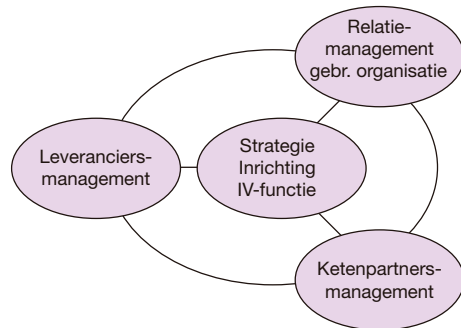 Relatie-
management
gebr. organisatie
Leveranciers-
management
Strategie
Inrichting
IV-functie
Ketenpartners-
management